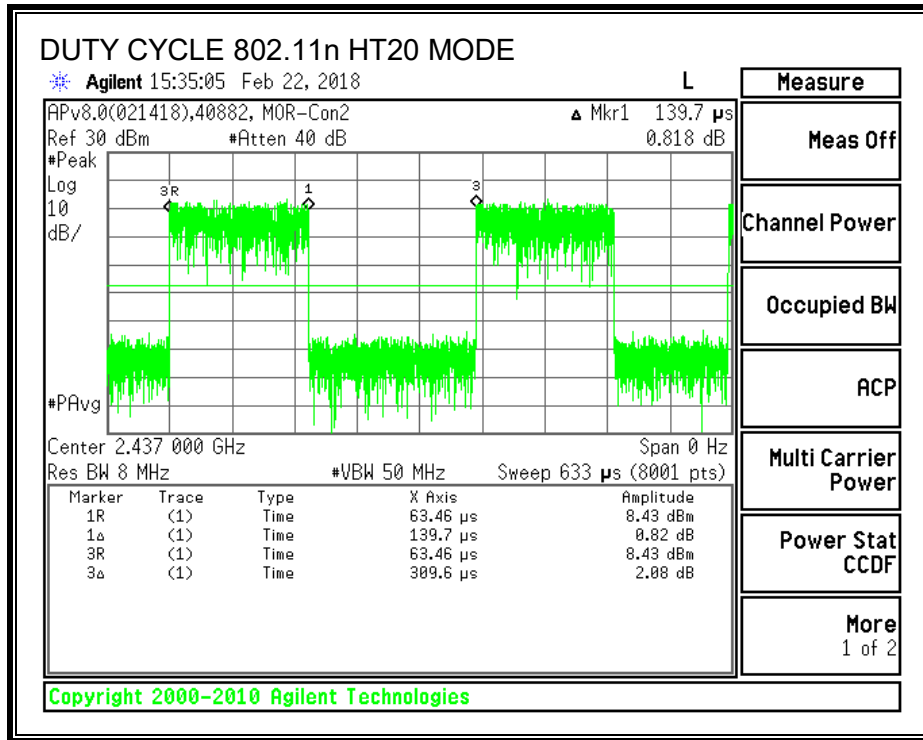 DUTY CYCLE 802.11n HT20 MODE
Agilent 15:35:05 Feb 22, 2018 L
APv8.0(021418),40882, MOR-Con2 Δ Mkr1 139.7 µs
Ref 30 dBm #Atten 40 dB 0.818 dB
#Peak
Log
10
dB/
3R 1 3
#PAvg
Center 2.437 000 GHz Span 0 Hz
Res BW 8 MHz #VBW 50 MHz Sweep 633 µs (8001 pts)
Marker Trace Type X Axis Amplitude
1R (1) Time 63.46 µs 8.43 dBm
1Δ (1) Time 139.7 µs 0.82 dB
3R (1) Time 63.46 µs 8.43 dBm
3Δ (1) Time 309.6 µs 2.08 dB
Measure
Meas Off
Channel Power
Occupied BW
ACP
Multi Carrier
Power
Power Stat
CCDF
More
1 of 2
Copyright 2000-2010 Agilent Technologies